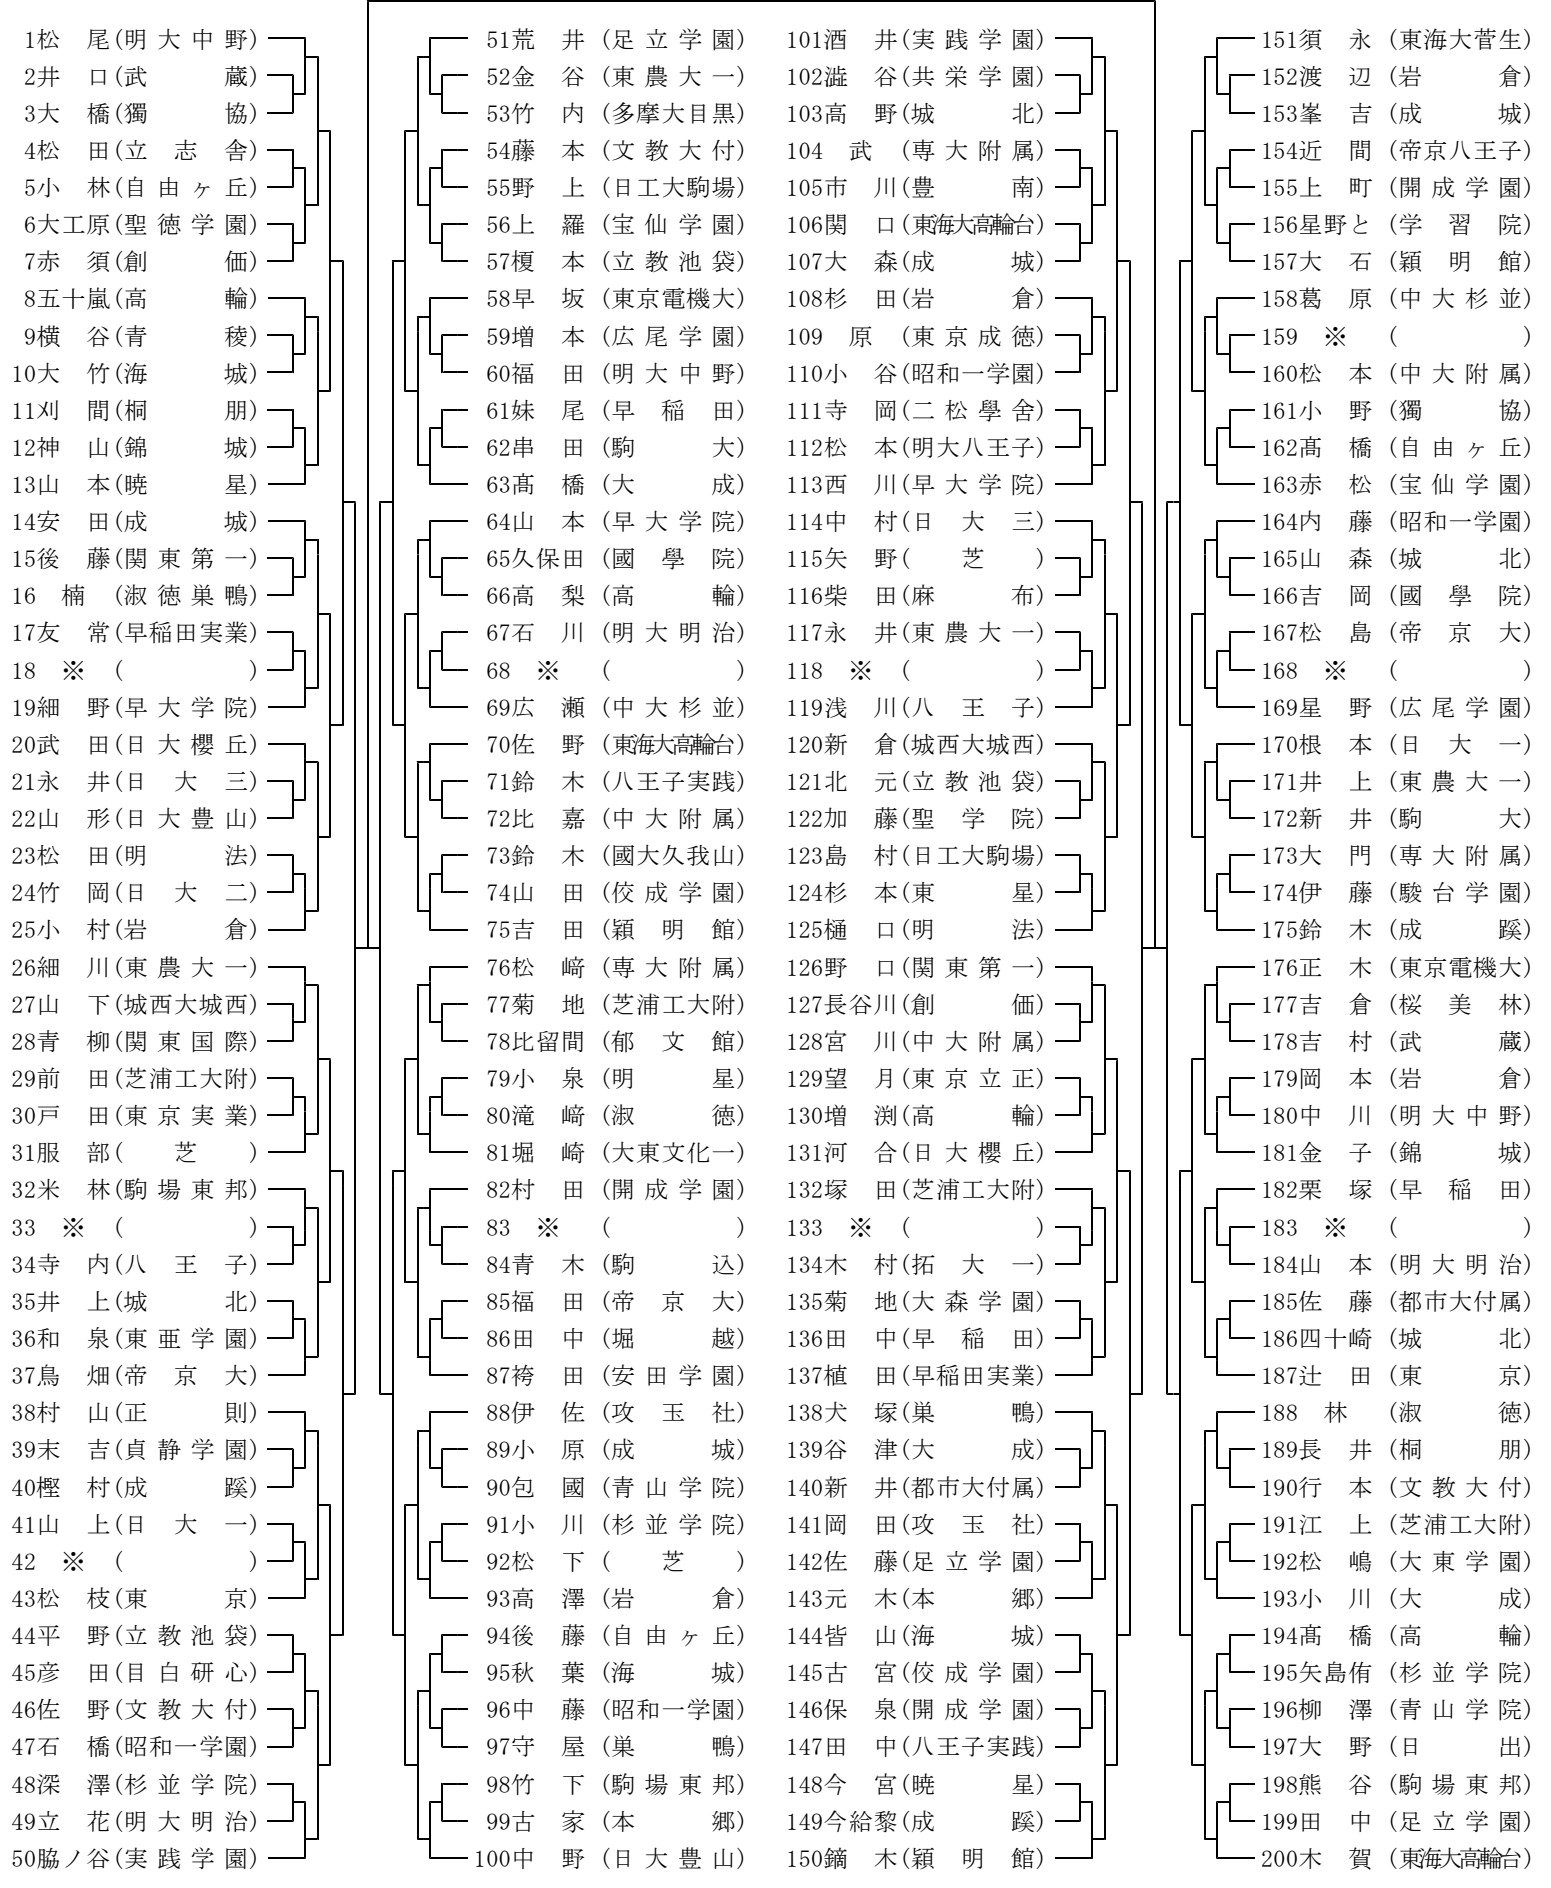 1松　尾(明大中野)
2井　口(武　　蔵)
3大　橋(獨　　協)
4松　田(立志舎)
5小　林(自由ヶ丘)
6大工原(聖徳学園)
7赤　須(創　　価)
8五十嵐(高　　輪)
9横　谷(青　　稜)
10大　竹(海　　城)
11刈　間(桐　　朋)
12神　山(錦　　城)
13山　本(暁　　星)
14安　田(成　　城)
15後　藤(関東第一)
16　楠　(淑徳巣鴨)
17友　常(早稲田実業)
18　※　(　　　　)
19細　野(早大学院)
20武　田(日大櫻丘)
21永　井(日大三)
22山　形(日大豊山)
23松　田(明　　法)
24竹　岡(日大二)
25小　村(岩　　倉)
26細　川(東農大一)
27山　下(城西大城西)
28青　柳(関東国際)
29前　田(芝浦工大附)
30戸　田(東京実業)
31服　部(　芝　)
32米　林(駒場東邦)
33　※　(　　　　)
34寺　内(八王子)
35井　上(城　　北)
36和　泉(東亜学園)
37鳥　畑(帝京大)
38村　山(正　　則)
39末　吉(貞静学園)
40樫　村(成　　蹊)
41山　上(日大一)
42　※　(　　　　)
43松　枝(東　　京)
44平　野(立教池袋)
45彦　田(目白研心)
46佐　野(文教大付)
47石　橋(昭和一学園)
48深　澤(杉並学院)
49立　花(明大明治)
50脇ノ谷(実践学園)
51荒　井(足立学園)
52金　谷(東農大一)
53竹　内(多摩大目黒)
54藤　本(文教大付)
55野　上(日工大駒場)
56上　羅(宝仙学園)
57榎　本(立教池袋)
58早　坂(東京電機大)
59増　本(広尾学園)
60福　田(明大中野)
61妹　尾(早稲田)
62串　田(駒　　大)
63髙　橋(大　　成)
64山　本(早大学院)
65久保田(國學院)
66高　梨(高　　輪)
67石　川(明大明治)
68　※　(　　　　)
69広　瀬(中大杉並)
70佐　野(東海大高輪台)
71鈴　木(八王子実践)
72比　嘉(中大附属)
73鈴　木(國大久我山)
74山　田(佼成学園)
75吉　田(穎明館)
76松　﨑(専大附属)
77菊　地(芝浦工大附)
78比留間(郁文館)
79小　泉(明　　星)
80滝　﨑(淑　　徳)
81堀　崎(大東文化一)
82村　田(開成学園)
83　※　(　　　　)
84青　木(駒　　込)
85福　田(帝京大)
86田　中(堀　　越)
87袴　田(安田学園)
88伊　佐(攻玉社)
89小　原(成　　城)
90包　國(青山学院)
91小　川(杉並学院)
92松　下(　芝　)
93高　澤(岩　　倉)
94後　藤(自由ヶ丘)
95秋　葉(海　　城)
96中　藤(昭和一学園)
97守　屋(巣　　鴨)
98竹　下(駒場東邦)
99古　家(本　　郷)
100中　野(日大豊山)
101酒　井(実践学園)
102澁　谷(共栄学園)
103高　野(城　　北)
104　武　(専大附属)
105市　川(豊　　南)
106関　口(東海大高輪台)
107大　森(成　　城)
108杉　田(岩　　倉)
109　原　(東京成徳)
110小　谷(昭和一学園)
111寺　岡(二松學舍)
112松　本(明大八王子)
113西　川(早大学院)
114中　村(日大三)
115矢　野(　芝　)
116柴　田(麻　　布)
117永　井(東農大一)
118　※　(　　　　)
119浅　川(八王子)
120新　倉(城西大城西)
121北　元(立教池袋)
122加　藤(聖学院)
123島　村(日工大駒場)
124杉　本(東　　星)
125樋　口(明　　法)
126野　口(関東第一)
127長谷川(創　　価)
128宮　川(中大附属)
129望　月(東京立正)
130増　渕(高　　輪)
131河　合(日大櫻丘)
132塚　田(芝浦工大附)
133　※　(　　　　)
134木　村(拓大一)
135菊　地(大森学園)
136田　中(早稲田)
137植　田(早稲田実業)
138犬　塚(巣　　鴨)
139谷　津(大　　成)
140新　井(都市大付属)
141岡　田(攻玉社)
142佐　藤(足立学園)
143元　木(本　　郷)
144皆　山(海　　城)
145古　宮(佼成学園)
146保　泉(開成学園)
147田　中(八王子実践)
148今　宮(暁　　星)
149今給黎(成　　蹊)
150鏑　木(穎明館)
151須　永(東海大菅生)
152渡　辺(岩　　倉)
153峯　吉(成　　城)
154近　間(帝京八王子)
155上　町(開成学園)
156星野と(学習院)
157大　石(穎明館)
158葛　原(中大杉並)
159　※　(　　　　)
160松　本(中大附属)
161小　野(獨　　協)
162髙　橋(自由ヶ丘)
163赤　松(宝仙学園)
164内　藤(昭和一学園)
165山　森(城　　北)
166吉　岡(國學院)
167松　島(帝京大)
168　※　(　　　　)
169星　野(広尾学園)
170根　本(日大一)
171井　上(東農大一)
172新　井(駒　　大)
173大　門(専大附属)
174伊　藤(駿台学園)
175鈴　木(成　　蹊)
176正　木(東京電機大)
177吉　倉(桜美林)
178吉　村(武　　蔵)
179岡　本(岩　　倉)
180中　川(明大中野)
181金　子(錦　　城)
182栗　塚(早稲田)
183　※　(　　　　)
184山　本(明大明治)
185佐　藤(都市大付属)
186四十崎(城　　北)
187辻　田(東　　京)
188　林　(淑　　徳)
189長　井(桐　　朋)
190行　本(文教大付)
191江　上(芝浦工大附)
192松　嶋(大東学園)
193小　川(大　　成)
194髙　橋(高　　輪)
195矢島侑(杉並学院)
196柳　澤(青山学院)
197大　野(日　　出)
198熊　谷(駒場東邦)
199田　中(足立学園)
200木　賀(東海大高輪台)